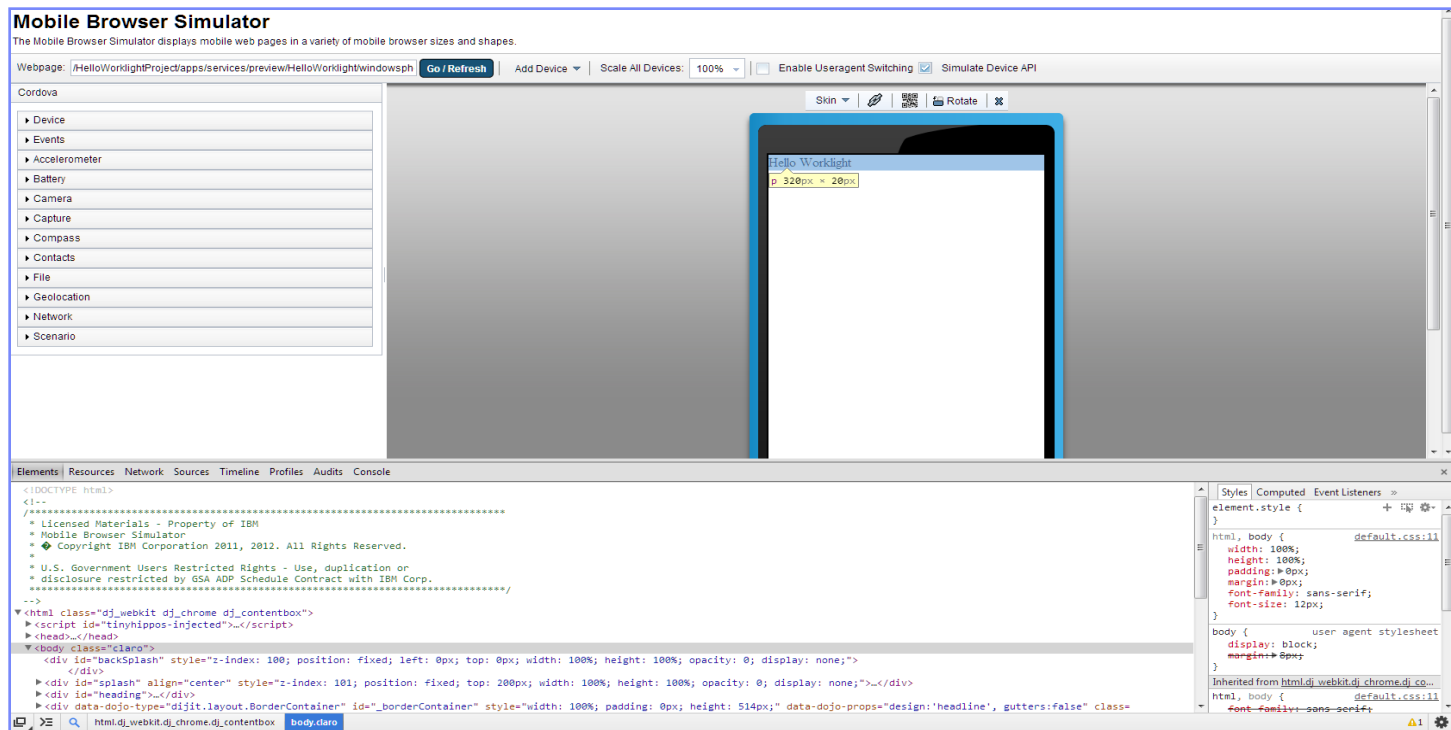 Mobile Browser Simulator
The Mobile Browser Simulator displays mobile web pages in a variety of mobile browser sizes and shapes.
Webpage: /HelloWorklightProject/apps/services/preview/HelloWorklight/windowsph Go / Refresh Add Device Scale All Devices: 100% Enable Useragent Switching Simulate Device API
Cordova
Device
Events
Accelerometer
Battery
Camera
Capture
Compass
Contacts
File
Geolocation
Network
Scenario
Skin Rotate
Hello Worklight
p 320px × 20px
Elements Resources Network Sources Timeline Profiles Audits Console
<!DOCTYPE html>
<!--
/***************************************************************************
* Licensed Materials - Property of IBM
* Mobile Browser Simulator
* � Copyright IBM Corporation 2011, 2012. All Rights Reserved.
*
* U.S. Government Users Restricted Rights - Use, duplication or
* disclosure restricted by GSA ADP Schedule Contract with IBM Corp.
***************************************************************************/
-->
<html class="dj_webkit dj_chrome dj_contentbox">
<script id="tinyhippos-injected">…</script>
<head>…</head>
<body class="claro">
<div id="backSplash" style="z-index: 100; position: fixed; left: 0px; top: 0px; width: 100%; height: 100%; opacity: 0; display: none;">
</div>
<div id="splash" align="center" style="z-index: 101; position: fixed; top: 200px; width: 100%; height: 100%; opacity: 0; display: none;">…</div>
<div id="heading">…</div>
<div data-dojo-type="dijit.layout.BorderContainer" id="_borderContainer" style="width: 100%; padding: 0px; height: 514px;" data-dojo-props="design:'headline', gutters:false" class=
html.dj_webkit.dj_chrome.dj_contentbox body.claro
Styles Computed Event Listeners »
element.style {
}
html, body { default.css:11
width: 100%;
height: 100%;
padding: 0px;
margin: 0px;
font-family: sans-serif;
font-size: 12px;
}
body { user agent stylesheet
display: block;
margin: 8px;
}
Inherited from html.dj_webkit.dj_chrome.dj_co...
html, body { default.css:11
font-family: sans-serif;
1